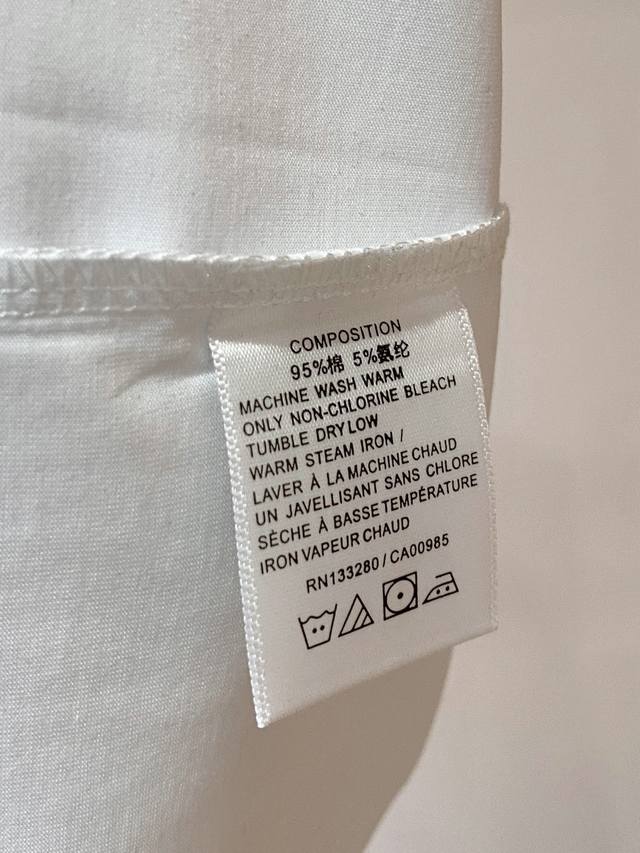 COMPOSITION
95%棉 5%氨纶
MACHINE WASH WARM
ONLY NON-CHLORINE BLEACH
TUMBLE DRY LOW
WARM STEAM IRON /
LAVER À LA MACHINE CHAUD
UN JAVELLISANT SANS CHLORE
SÈCHE À BASSE TEMPÉRATURE
IRON VAPEUR CHAUD
RN133280 / CA00985